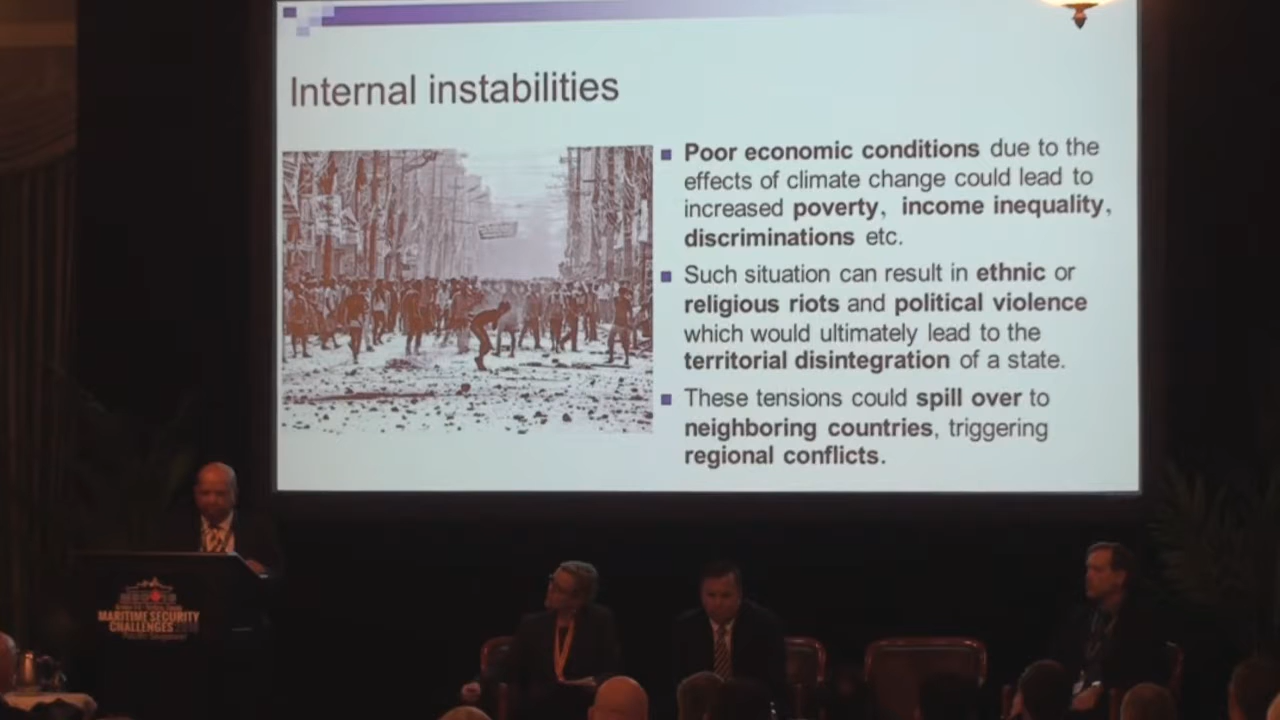 Internal instabilities
Poor economic conditions due to the
effects of climate change could lead to
increased poverty, income inequality,
discriminations etc.
Such situation can result in ethnic or
religious riots and political violence
which would ultimately lead to the
territorial disintegration of a state.
These tensions could spill over to
neighboring countries, triggering
regional conflicts.
MARITIME SECURITY
CHALLENGES